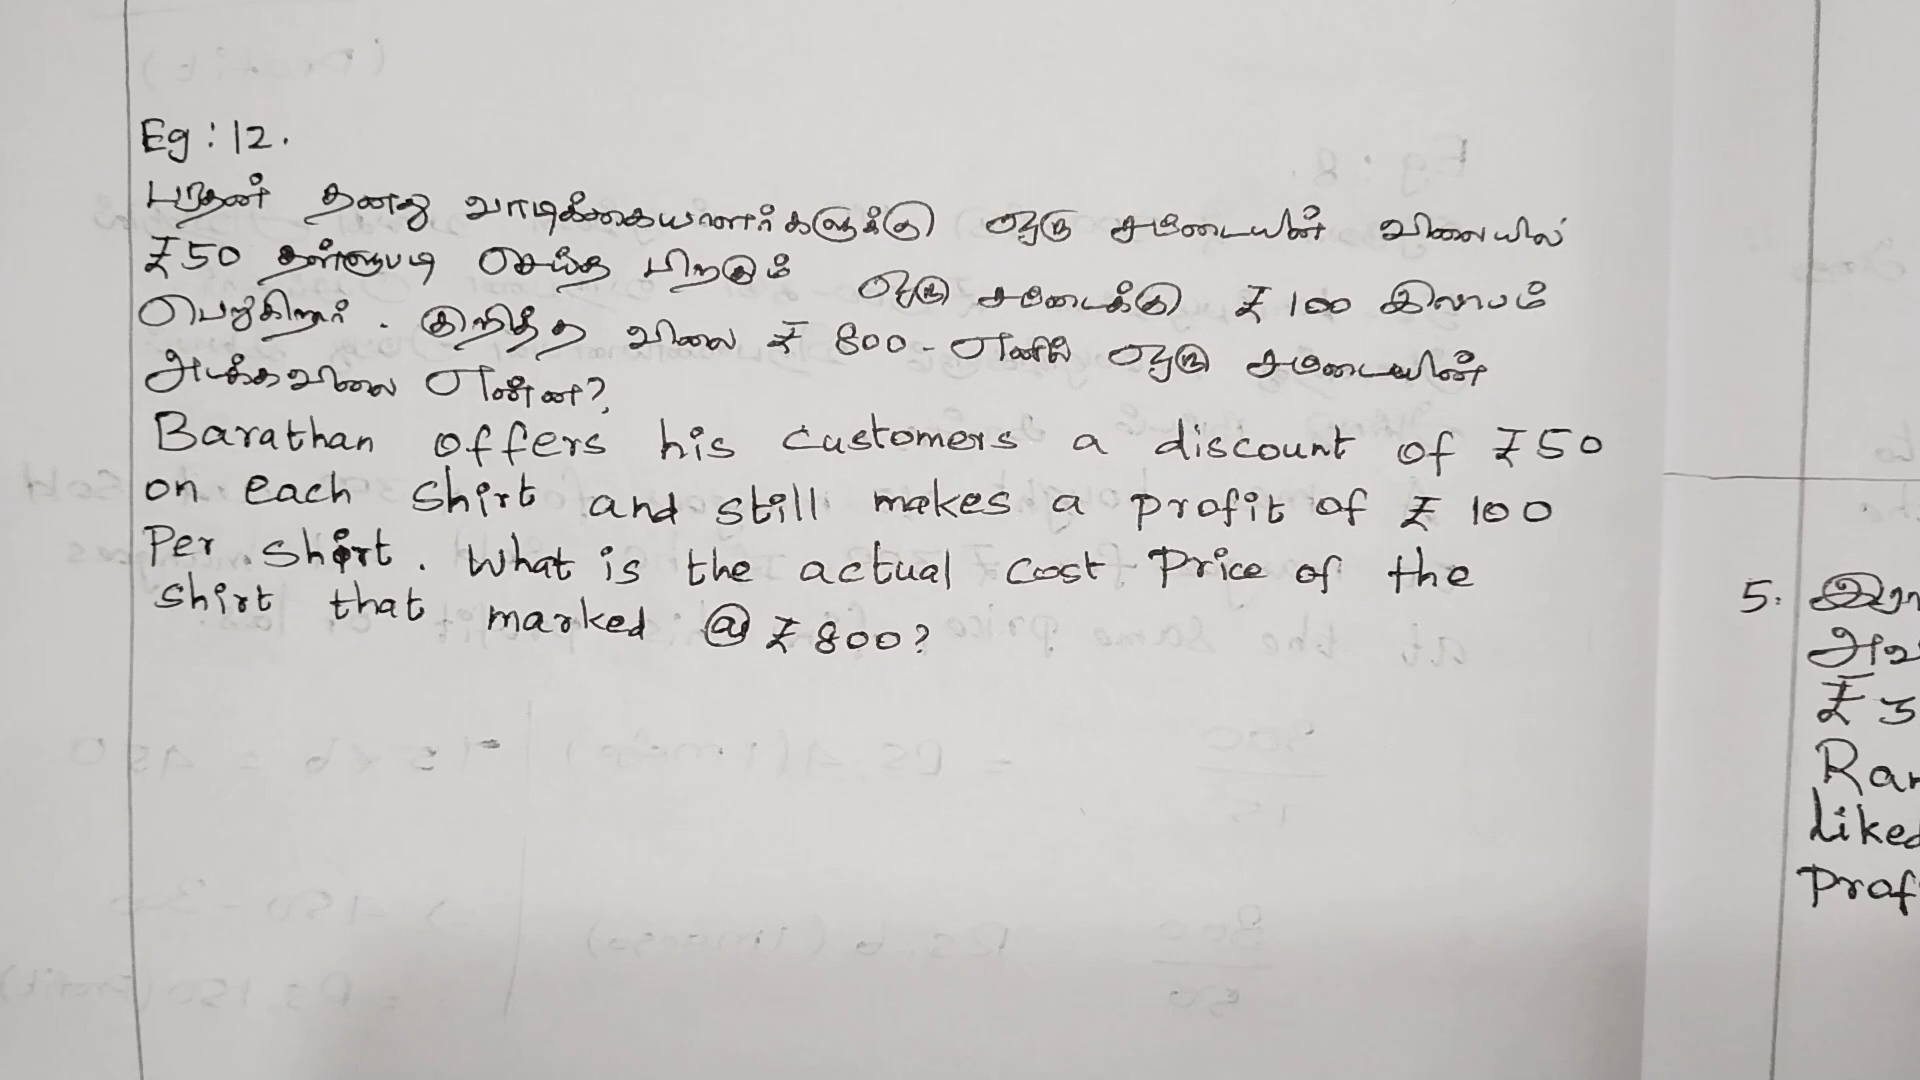 Eg : 12.
பரதன் தனது வாடிக்கையாளர்களுக்கு ஒரு சட்டையின் விலையில்
₹50 தள்ளுபடி செய்த பிறகும் ஒரு சட்டைக்கு ₹ 100 இலாபம்
பெறுகிறார். குறித்த விலை ₹ 800- எனில் ஒரு சட்டையின்
அடக்கவிலை என்ன?
Barathan offers his customers a discount of ₹50
on each shirt and still makes a profit of ₹ 100
Per shirt. What is the actual cost Price of the
shirt that marked @ ₹ 800?
5.
Ran
liked